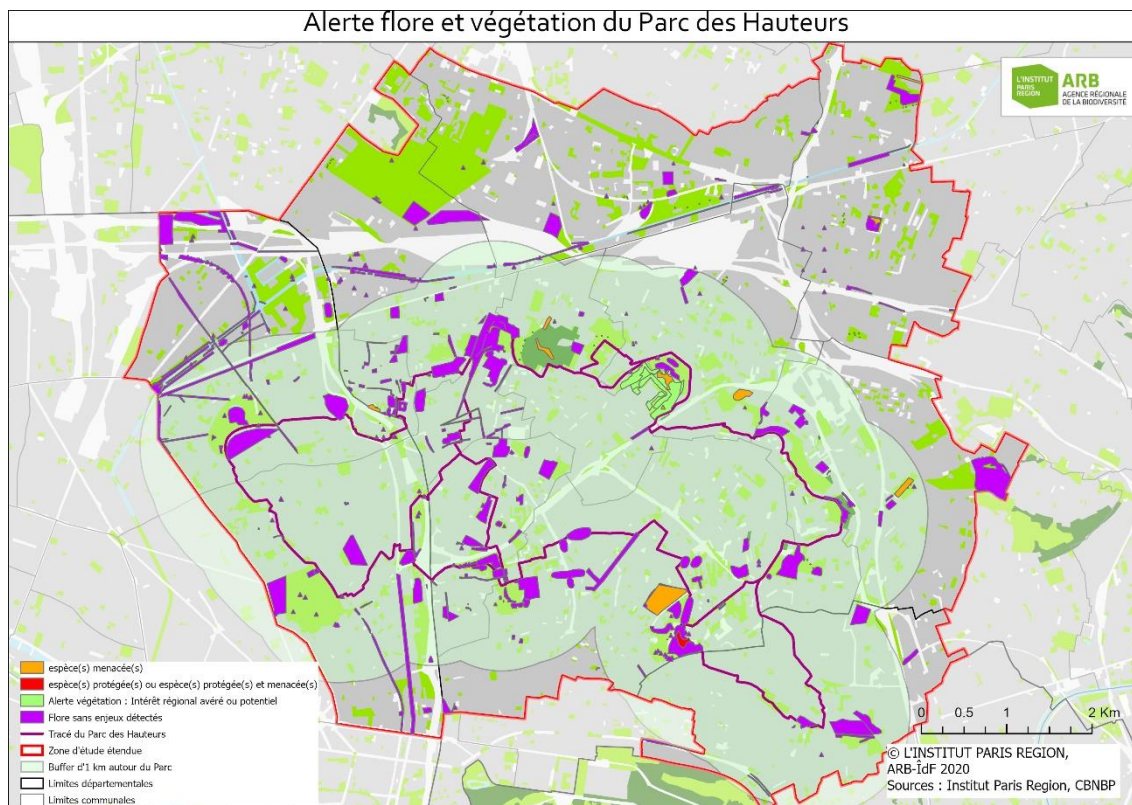 Alerte flore et végétation du Parc des Hauteurs
L'INSTITUT
PARIS
REGION
ARB
AGENCE RÉGIONALE
DE LA BIODIVERSITÉ
espèce(s) menacée(s)
espèce(s) protégée(s) ou espèce(s) protégée(s) et menacée(s)
Alerte végétation : Intérêt régional avéré ou potentiel
Flore sans enjeux détectés
Tracé du Parc des Hauteurs
Zone d'étude étendue
Buffer d'1 km autour du Parc
Limites départementales
Limites communales
0 0.5 1 2 Km
© L'INSTITUT PARIS REGION,
ARB-ÎdF 2020
Sources : Institut Paris Region, CBNBP